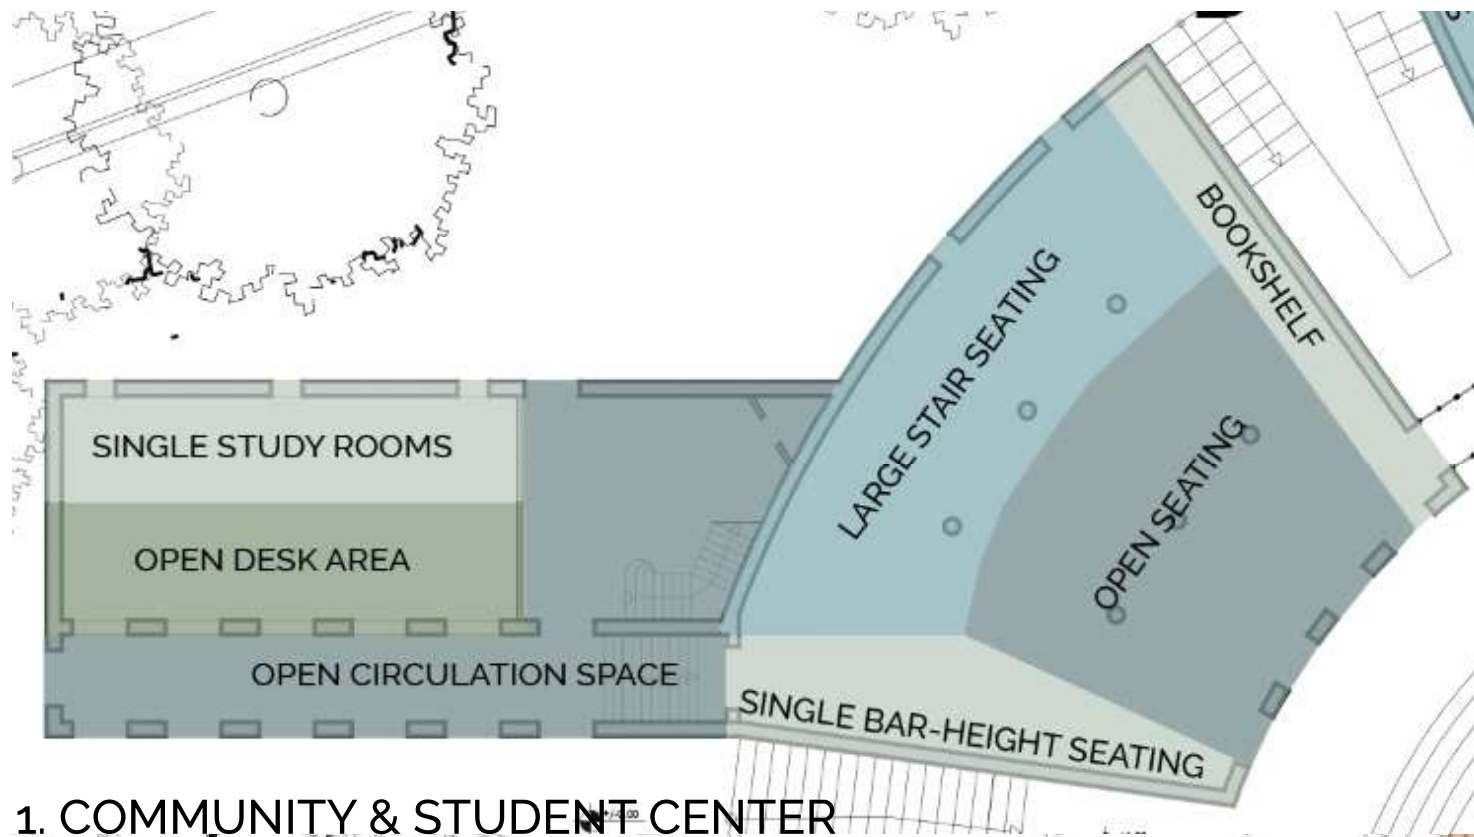 BOOKSHELF
LARGE STAIR SEATING
SINGLE STUDY ROOMS
OPEN SEATING
OPEN DESK AREA
OPEN CIRCULATION SPACE
SINGLE BAR-HEIGHT SEATING
1. COMMUNITY & STUDENT CENTER